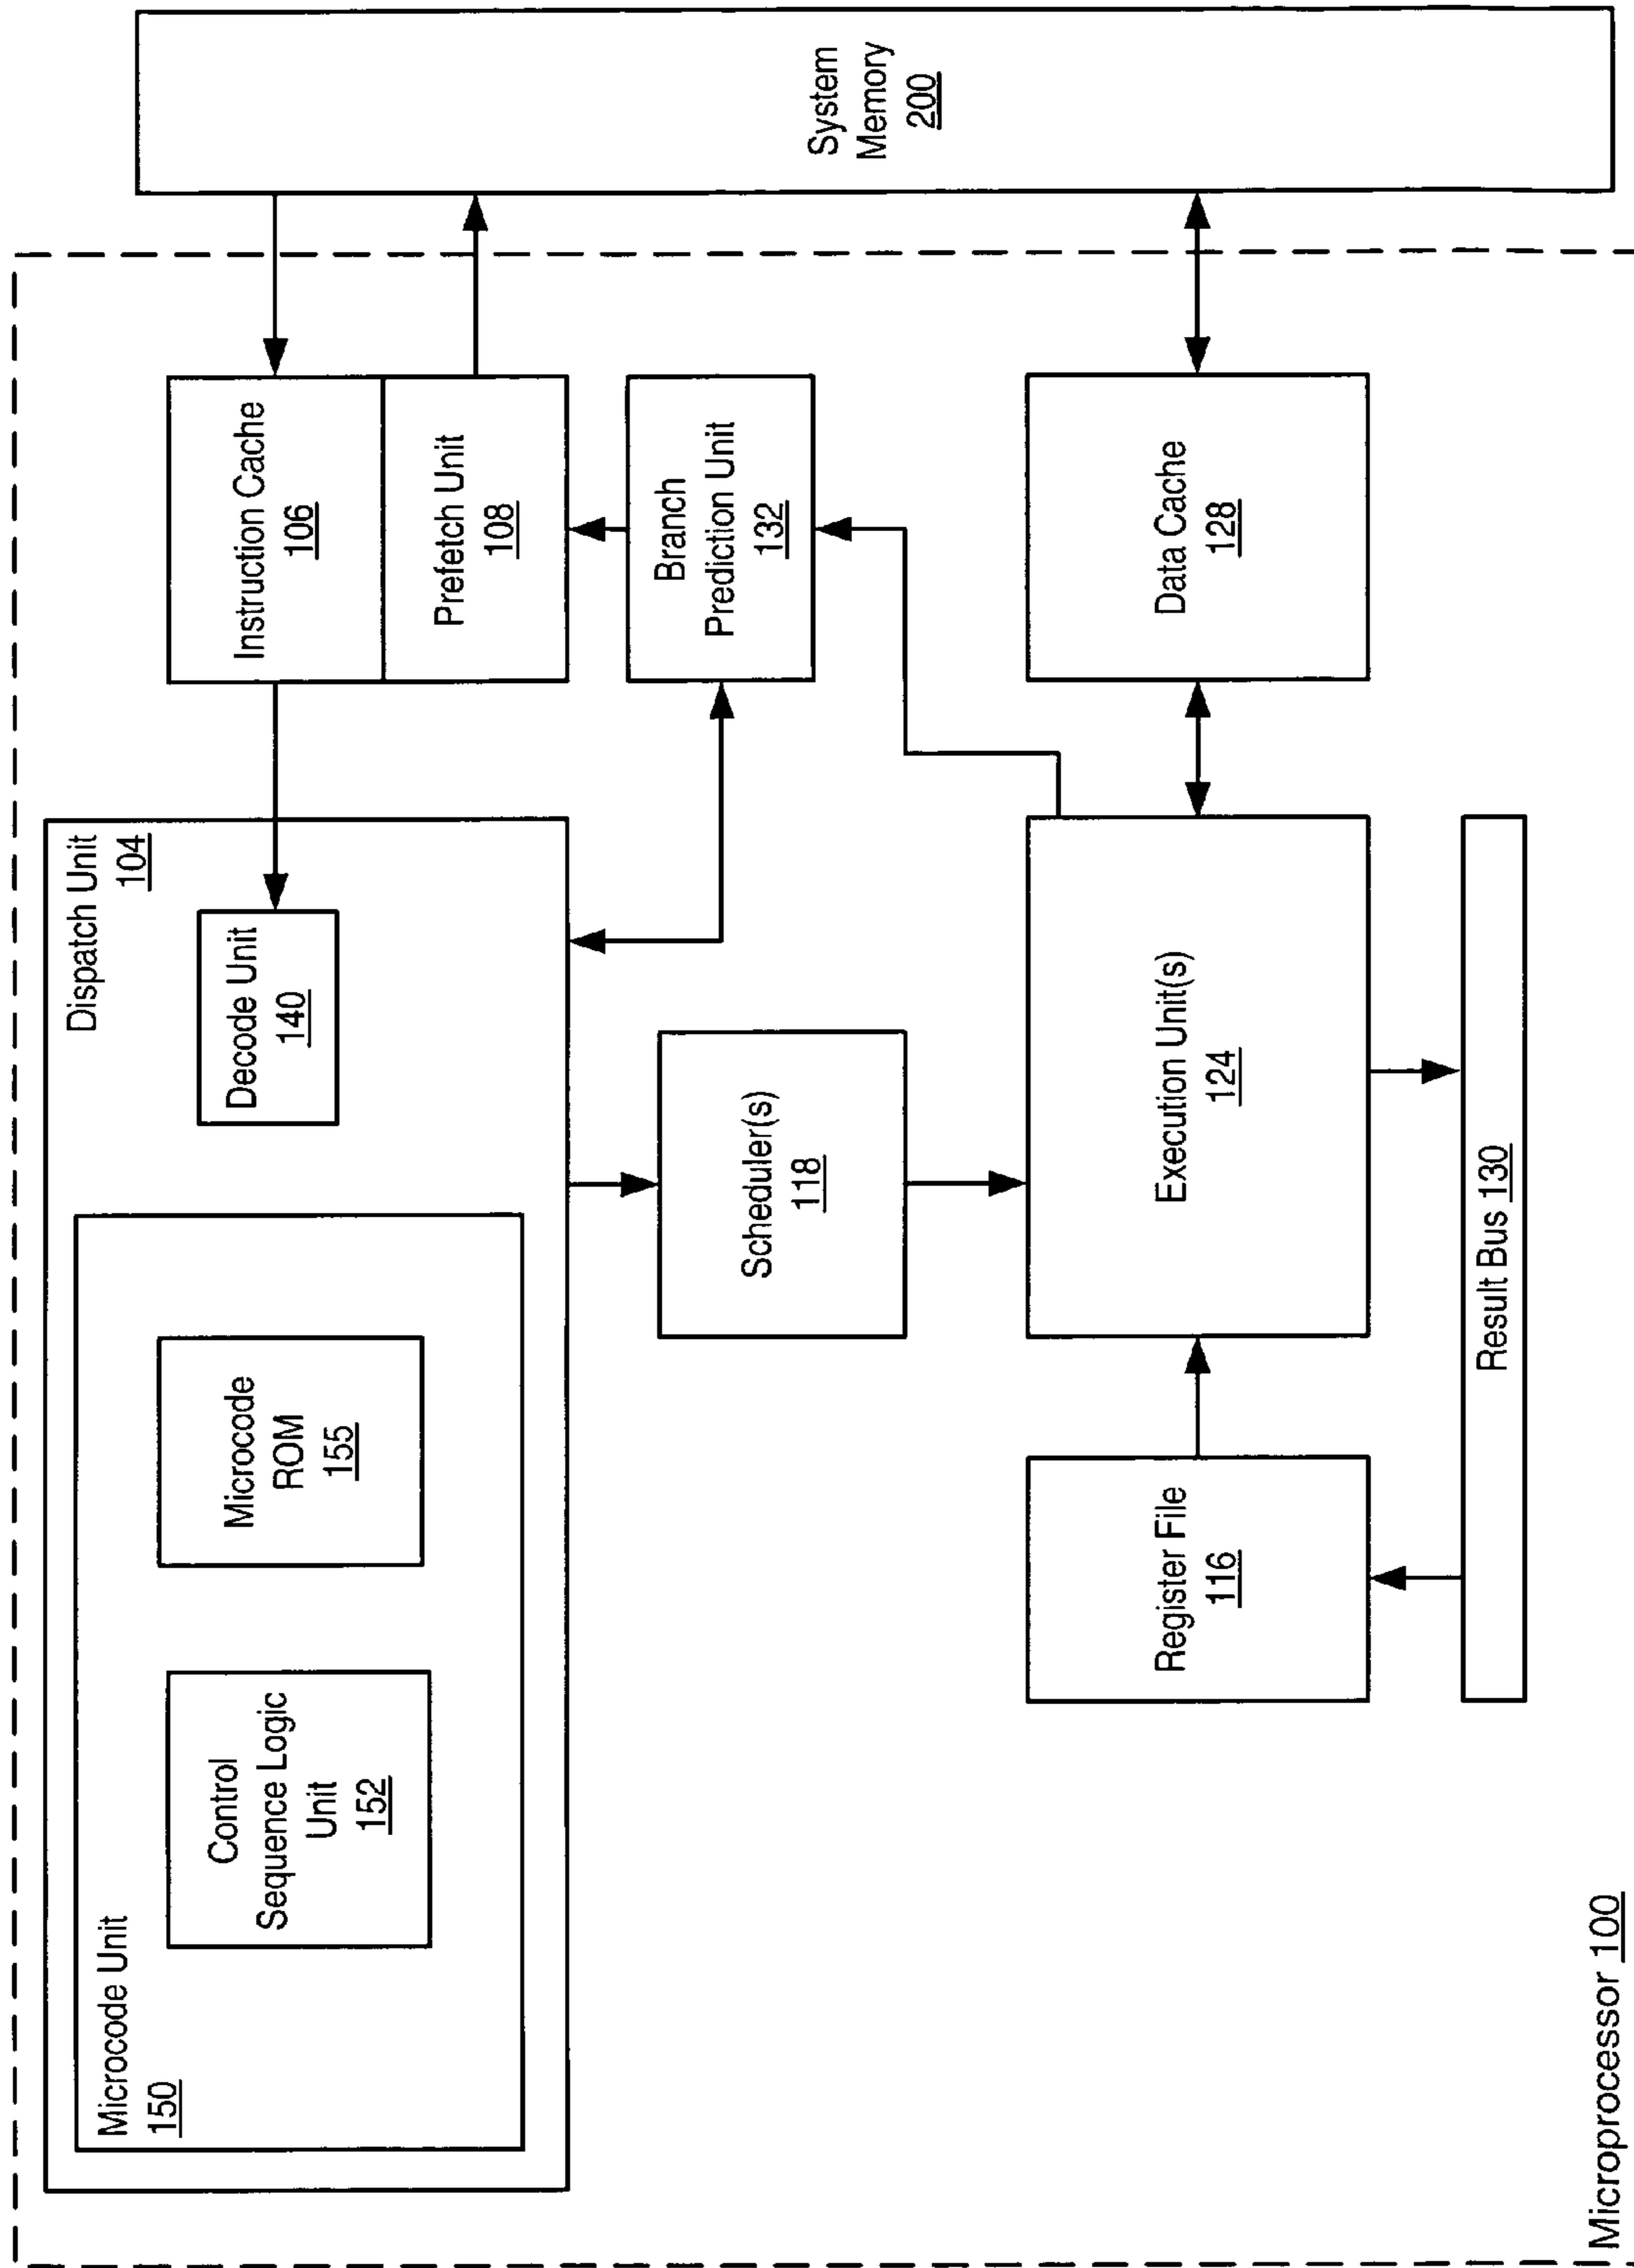 Microcode Unit
150
Control
Sequence Logic
Unit
152
Microcode
ROM
155
Dispatch Unit
104
Decode Unit
140
Instruction Cache
106
Prefetch Unit
108
Branch
Prediction Unit
132
Scheduler(s)
118
Register File
116
Execution Unit(s)
124
Data Cache
128
Result Bus 130
System
Memory
200
Microprocessor 100